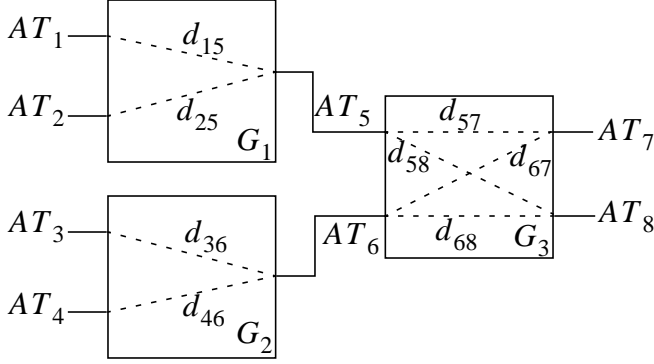 AT₁
d₁₅
AT₂
d₂₅
G₁
AT₅
d₅₇
AT₇
d₅₈
d₆₇
AT₃
d₃₆
AT₆
d₆₈
G₃
AT₈
AT₄
d₄₆
G₂